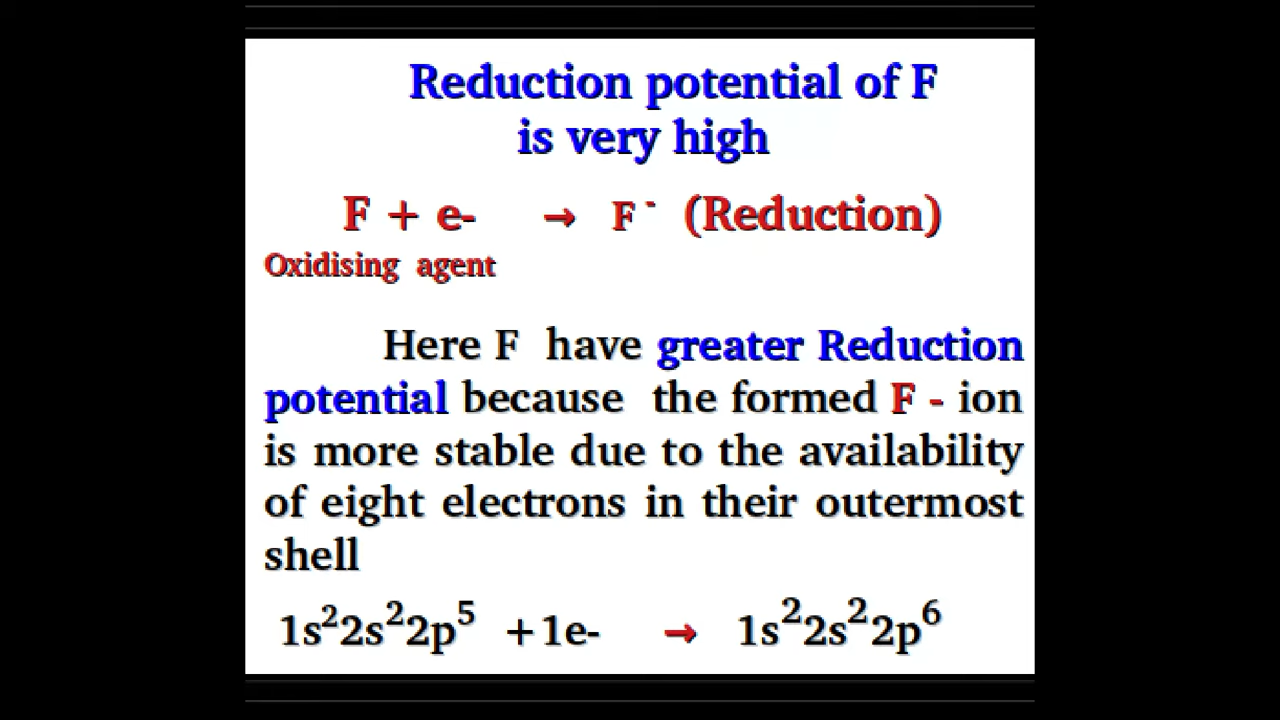 Reduction potential of F
is very high
F + e- → F⁻ (Reduction)
Oxidising agent
Here F have greater Reduction
potential because the formed F - ion
is more stable due to the availability
of eight electrons in their outermost
shell
1s²2s²2p⁵ +1e- → 1s²2s²2p⁶